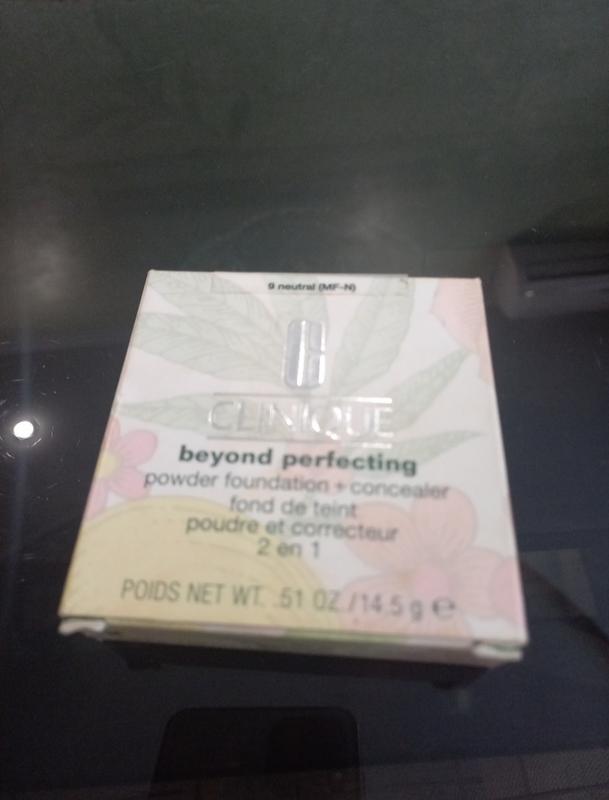 9 neutral (MF-N)
CLINIQUE
beyond perfecting
powder foundation + concealer
fond de teint
poudre et correcteur
2 en 1
POIDS NET WT. .51 OZ./14.5 g ℮